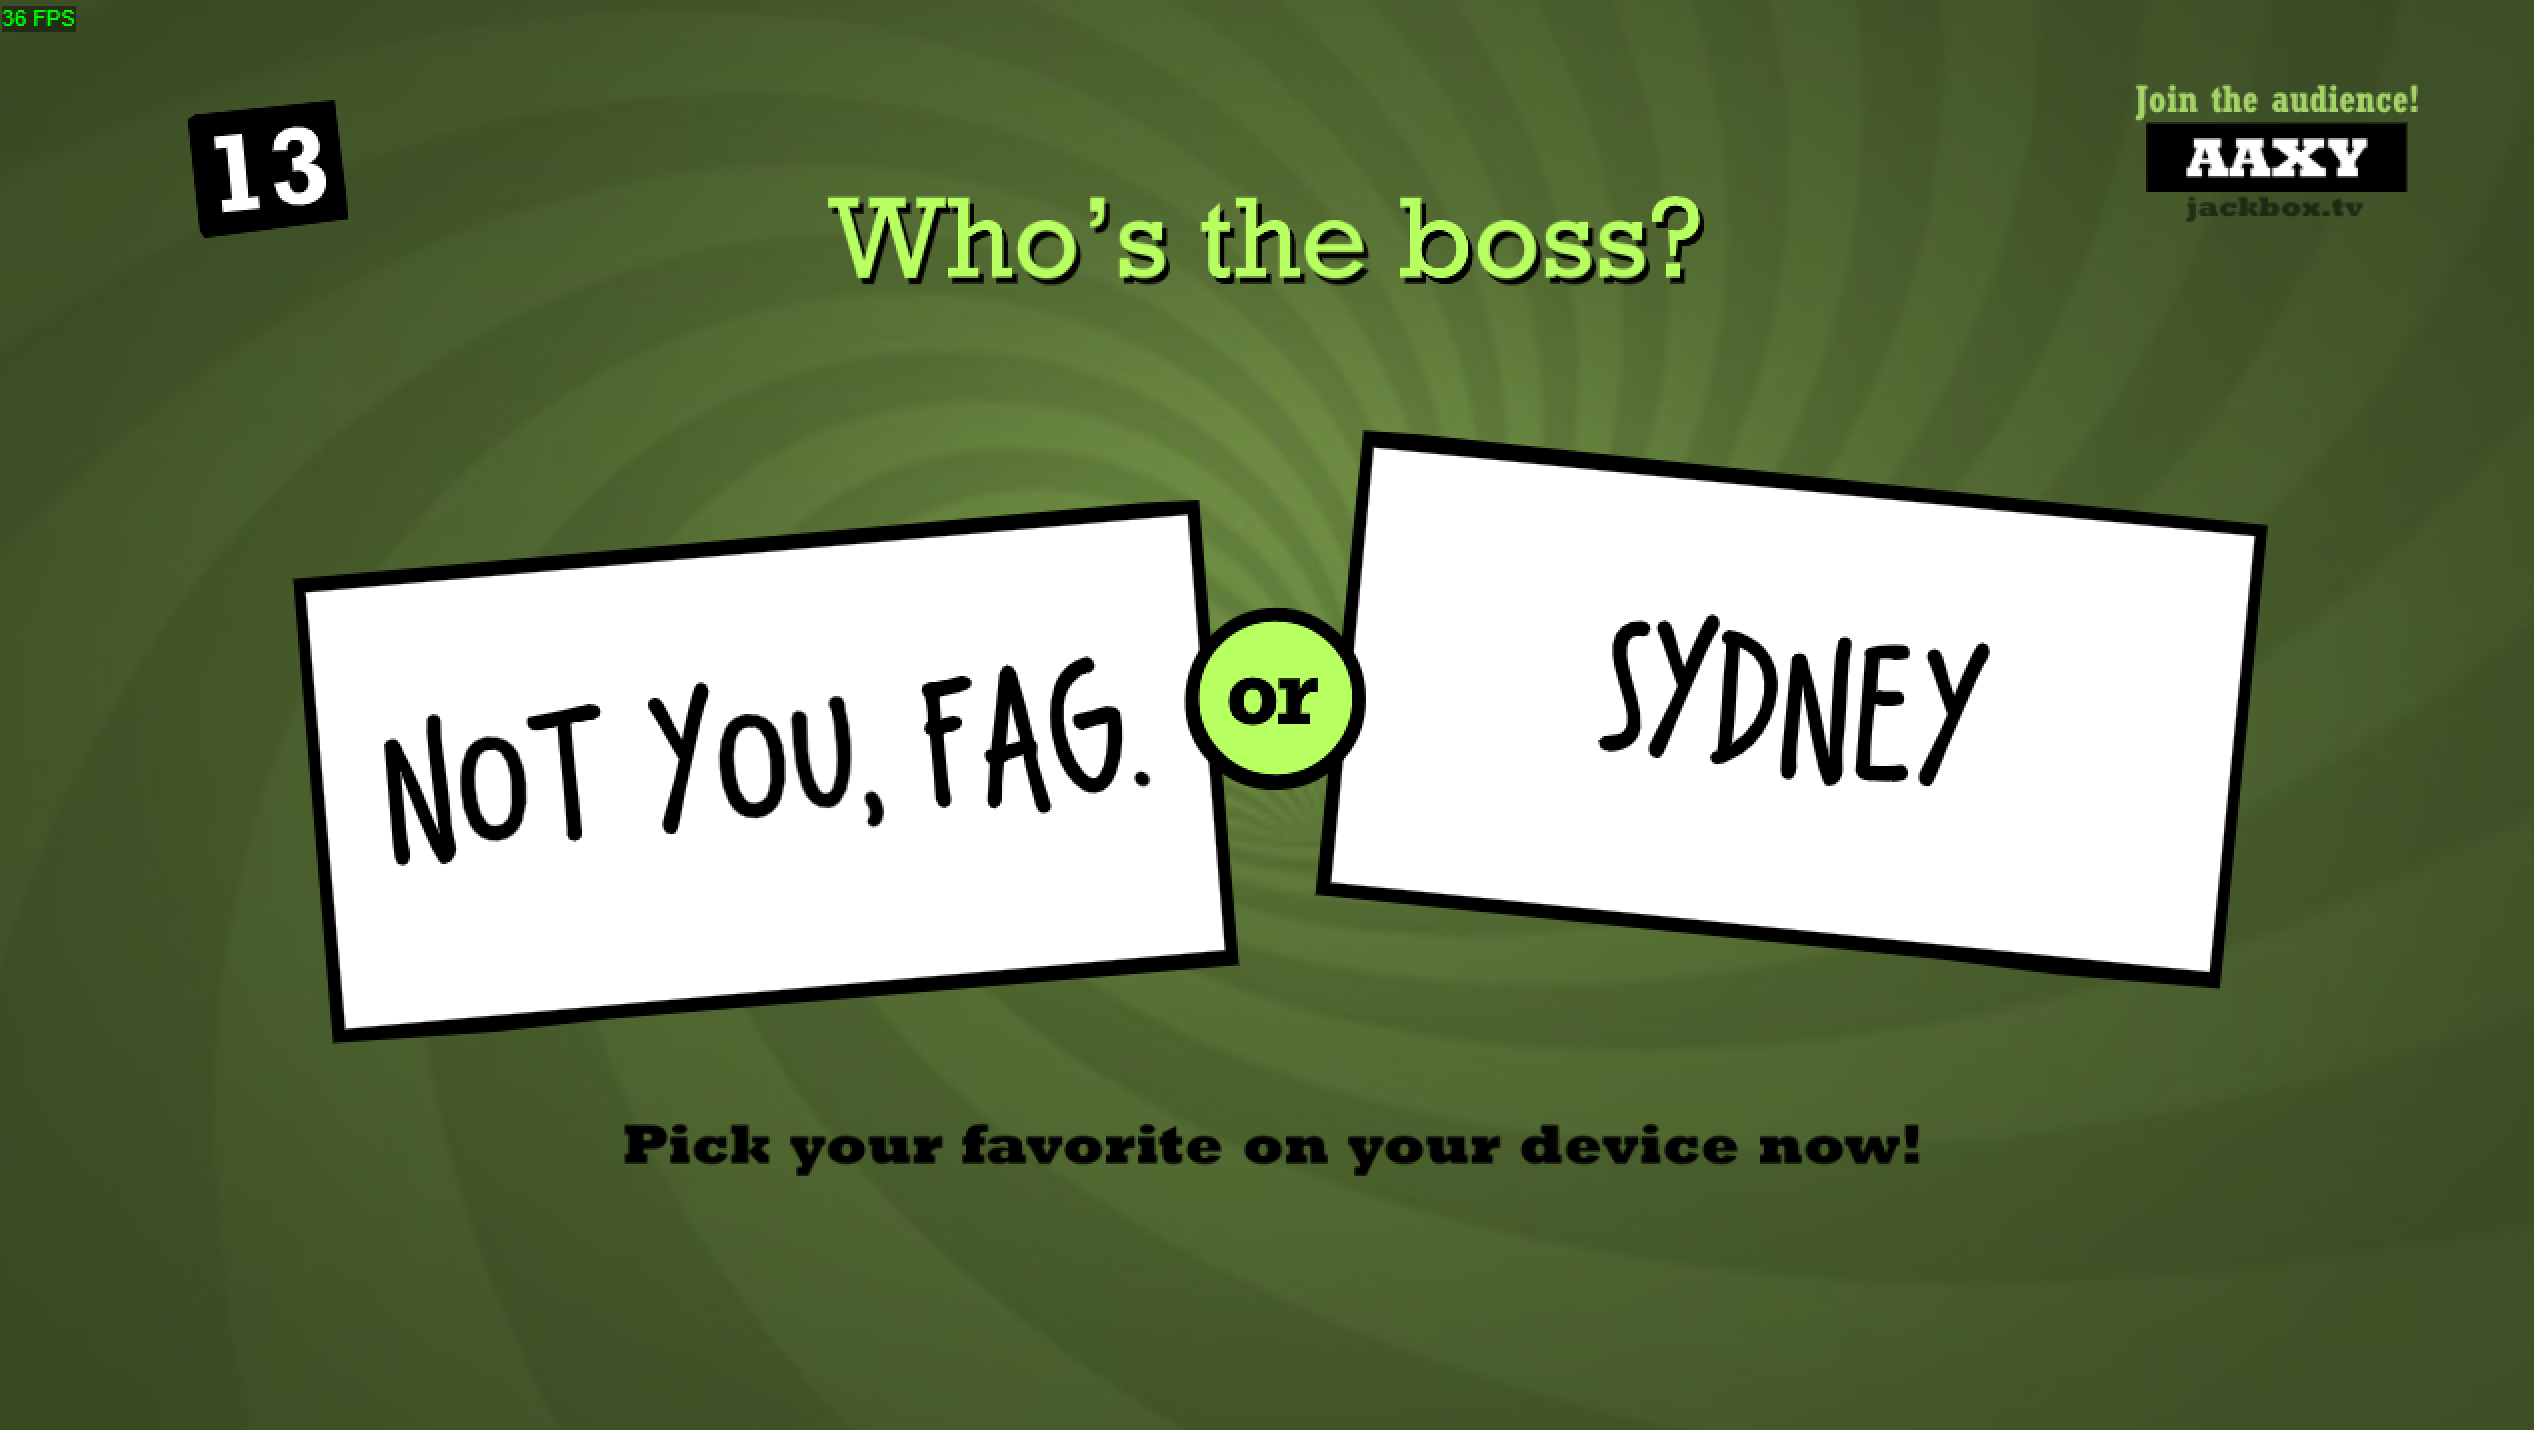 36 FPS
13
Join the audience!
AAXY
jackbox.tv
Who's the boss?
NOT YOU, FAG.
or
SYDNEY
Pick your favorite on your device now!